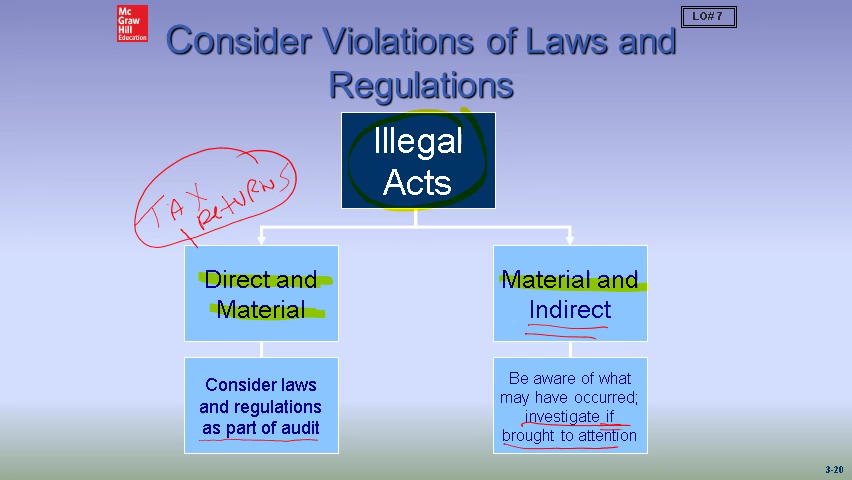 Mc
Graw
Hill
Education
LO# 7
Consider Violations of Laws and
Regulations
Illegal
Acts
TAX
Returns
Direct and
Material
Material and
Indirect
Consider laws
and regulations
as part of audit
Be aware of what
may have occurred;
investigate if
brought to attention
3-20